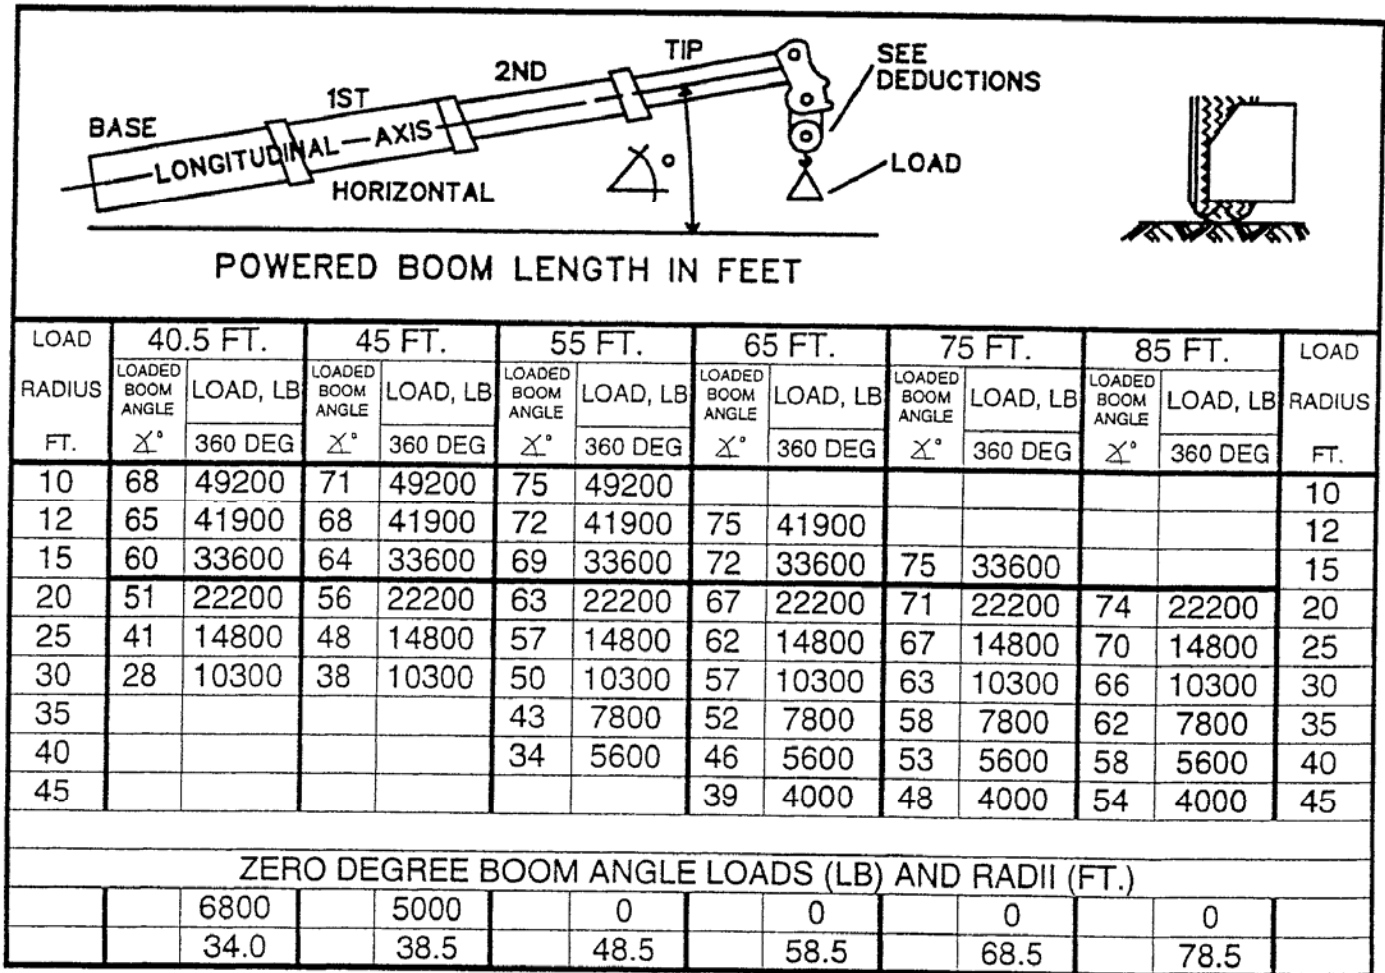 TIP
SEE
2ND
DEDUCTIONS
1ST
BASE
LONGITUDINAL AXIS
°
LOAD
HORIZONTAL
POWERED BOOM LENGTH IN FEET
LOAD 40.5 FT. 45 FT. 55 FT. 65 FT. 75 FT. 85 FT. LOAD
RADIUS LOADED BOOM ANGLE LOAD, LB LOADED BOOM ANGLE LOAD, LB LOADED BOOM ANGLE LOAD, LB LOADED BOOM ANGLE LOAD, LB LOADED BOOM ANGLE LOAD, LB LOADED BOOM ANGLE LOAD, LB RADIUS
FT. ° 360 DEG ° 360 DEG ° 360 DEG ° 360 DEG ° 360 DEG ° 360 DEG FT.
10 68 49200 71 49200 75 49200 10
12 65 41900 68 41900 72 41900 75 41900 12
15 60 33600 64 33600 69 33600 72 33600 75 33600 15
20 51 22200 56 22200 63 22200 67 22200 71 22200 74 22200 20
25 41 14800 48 14800 57 14800 62 14800 67 14800 70 14800 25
30 28 10300 38 10300 50 10300 57 10300 63 10300 66 10300 30
35 43 7800 52 7800 58 7800 62 7800 35
40 34 5600 46 5600 53 5600 58 5600 40
45 39 4000 48 4000 54 4000 45
ZERO DEGREE BOOM ANGLE LOADS (LB) AND RADII (FT.)
6800 5000 0 0 0 0
34.0 38.5 48.5 58.5 68.5 78.5